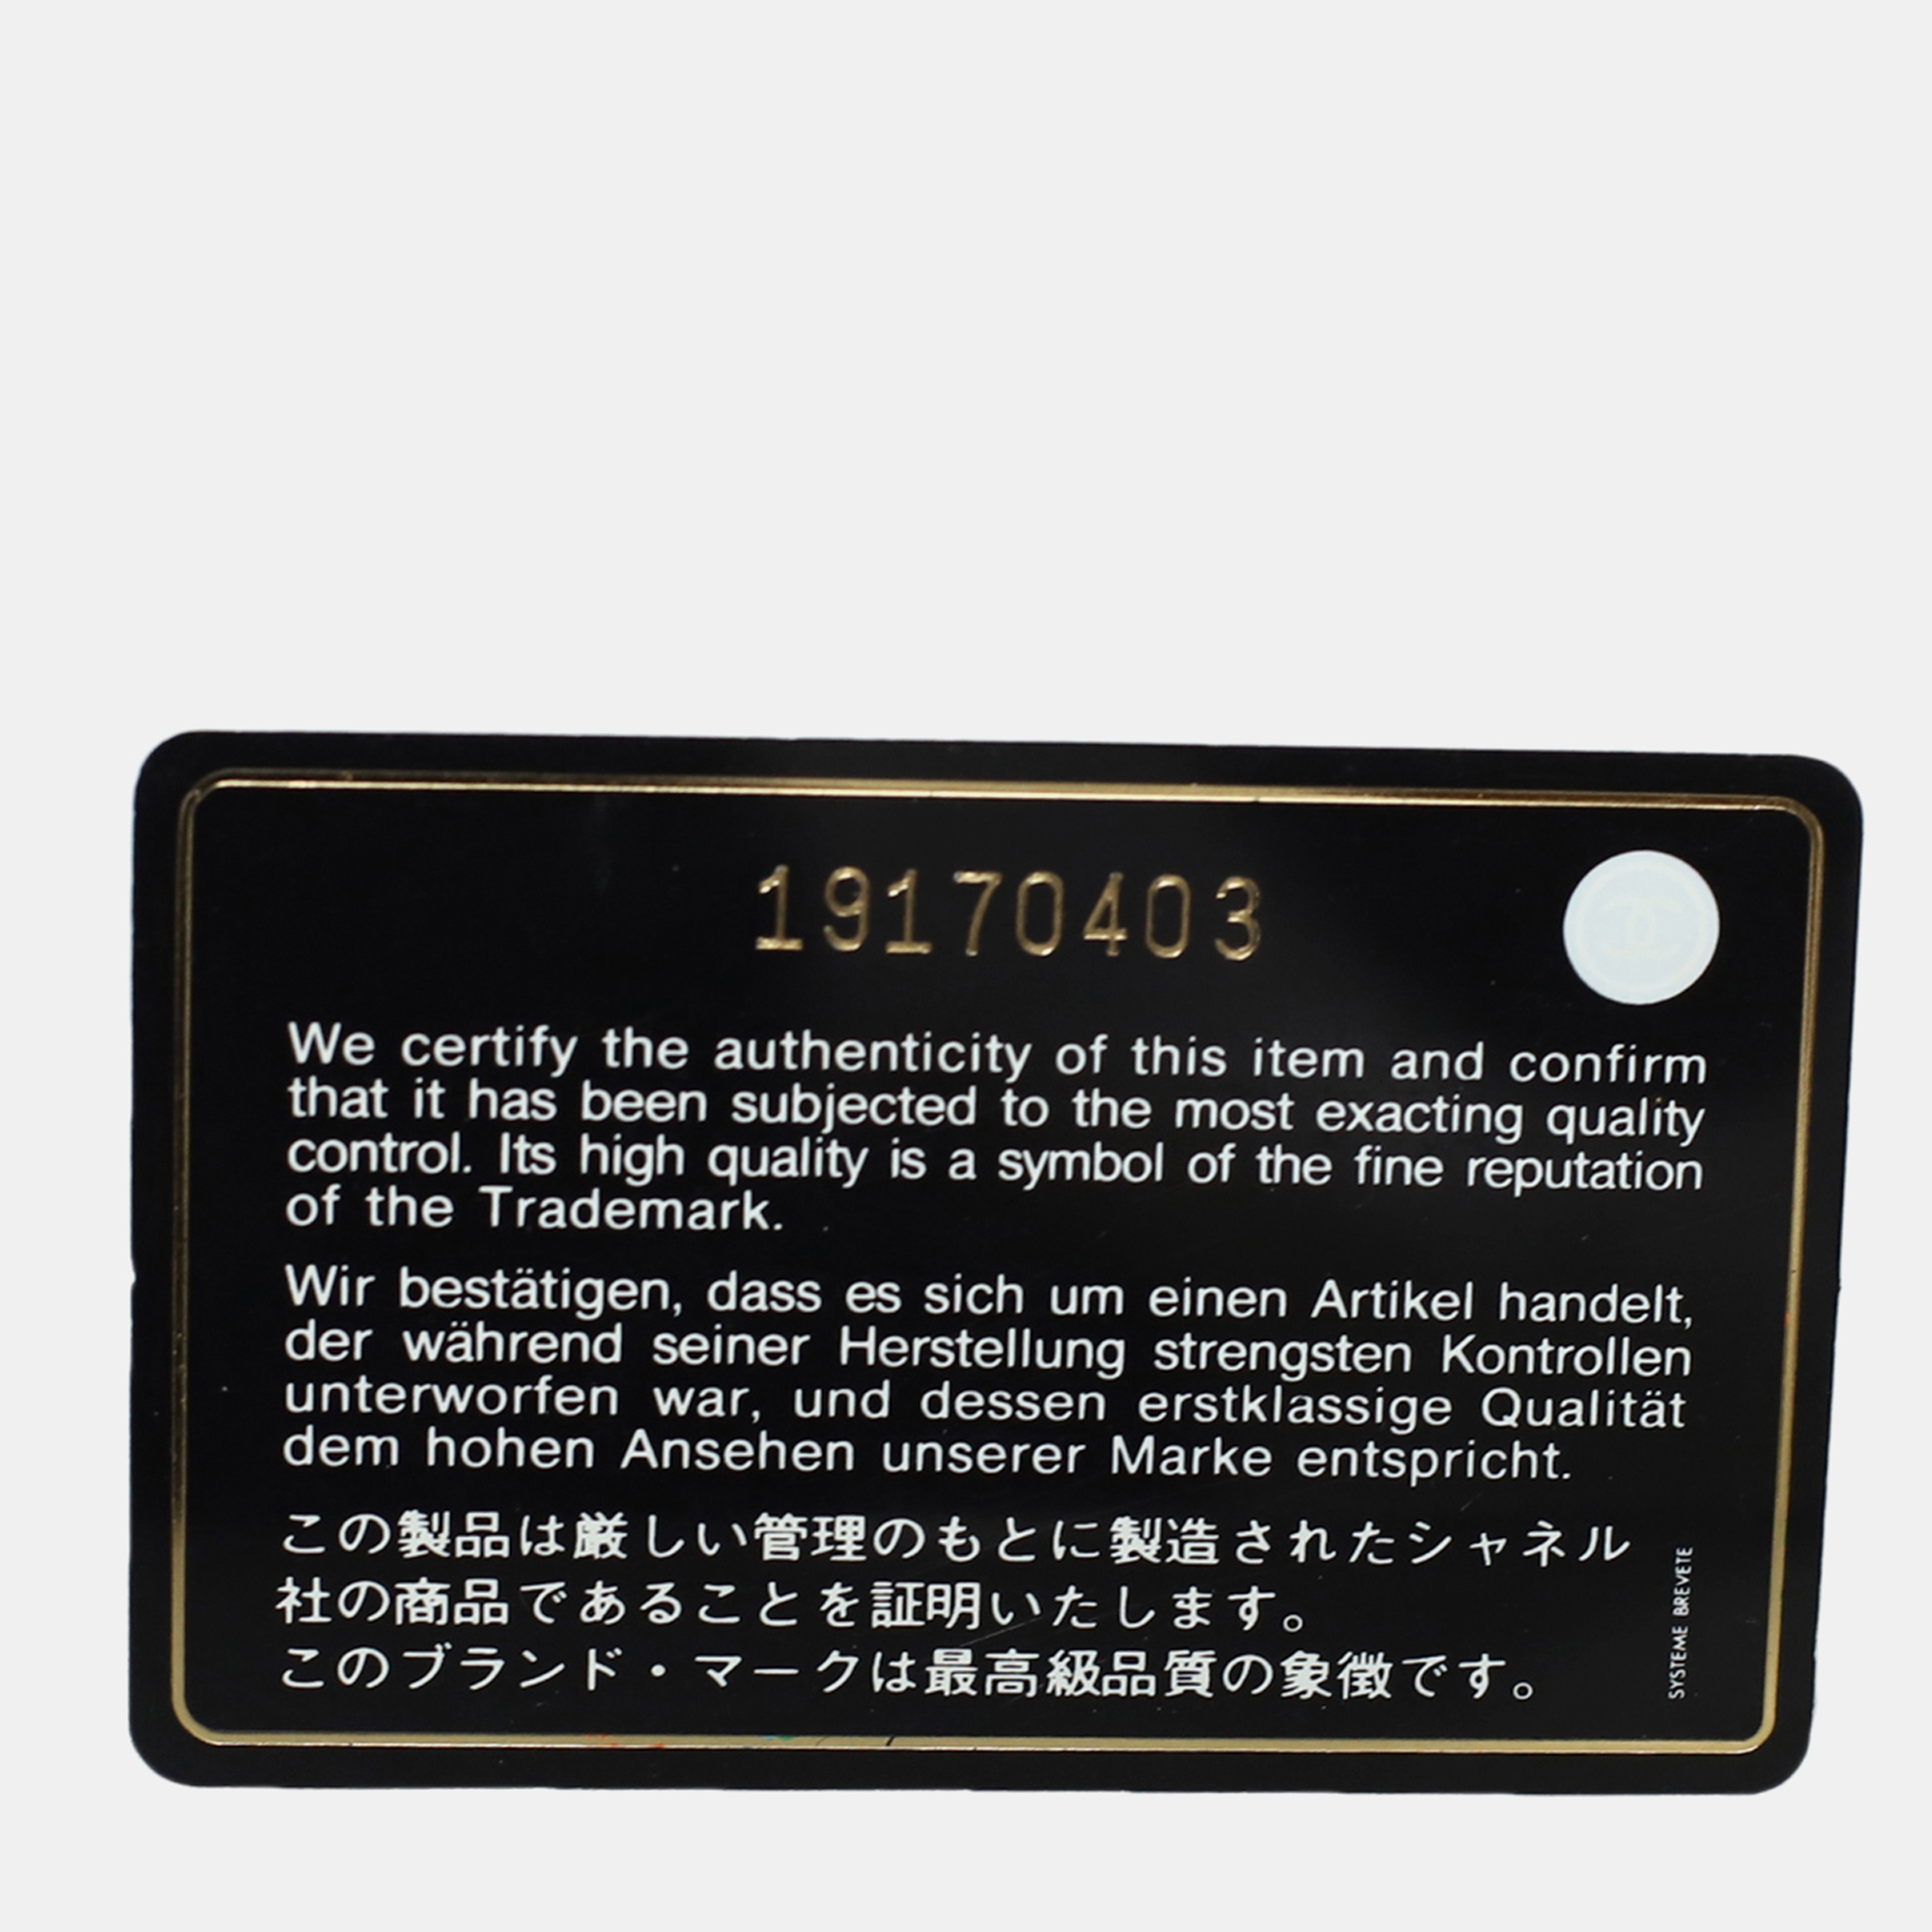 19170403
We certify the authenticity of this item and confirm
that it has been subjected to the most exacting quality
control. Its high quality is a symbol of the fine reputation
of the Trademark.
Wir bestätigen, dass es sich um einen Artikel handelt,
der während seiner Herstellung strengsten Kontrollen
unterworfen war, und dessen erstklassige Qualität
dem hohen Ansehen unserer Marke entspricht.
この製品は厳しい管理のもとに製造されたシャネル
社の商品であることを証明いたします。
このブランド・マークは最高級品質の象徴です。
SYSTEME BREVETE